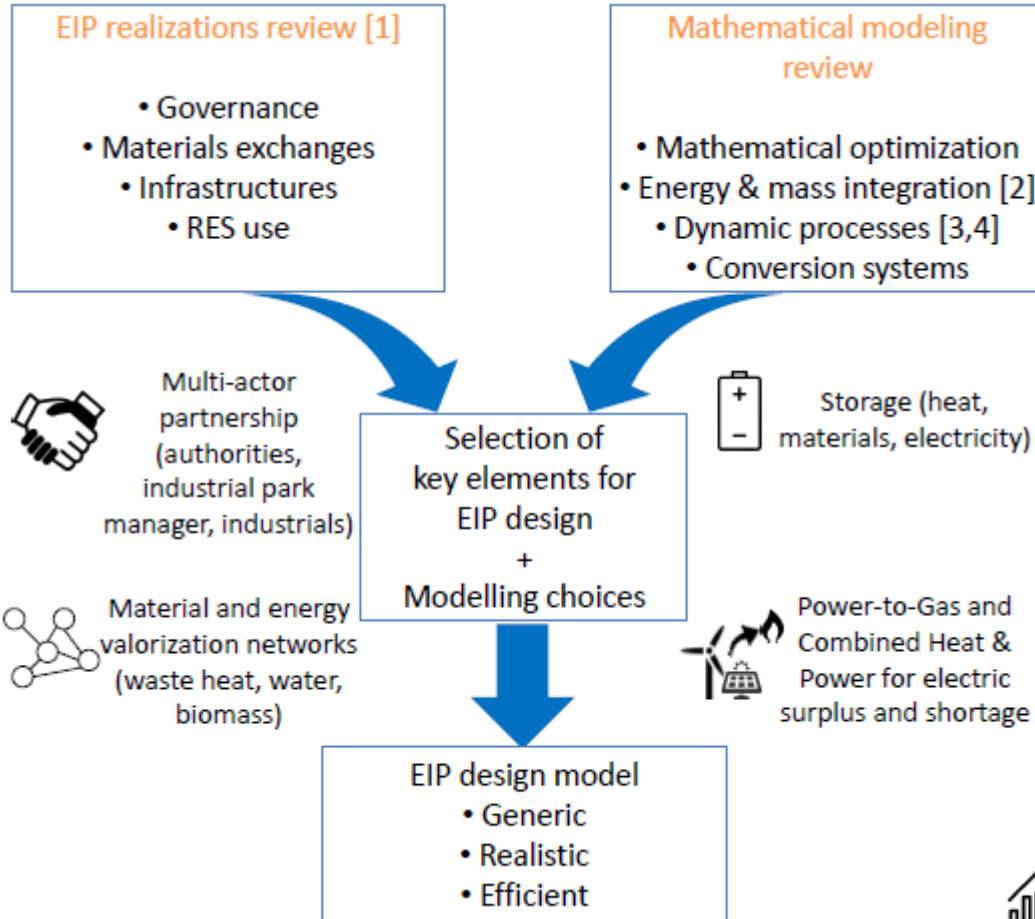 EIP realizations review [1]
• Governance
• Materials exchanges
• Infrastructures
• RES use
Mathematical modeling
review
• Mathematical optimization
• Energy & mass integration [2]
• Dynamic processes [3,4]
• Conversion systems
Multi-actor
partnership
(authorities,
industrial park
manager, industrials)
Selection of
key elements for
EIP design
+
Modelling choices
+
−
Storage (heat,
materials, electricity)
Material and energy
valorization networks
(waste heat, water,
biomass)
Power-to-Gas and
Combined Heat &
Power for electric
surplus and shortage
EIP design model
• Generic
• Realistic
• Efficient